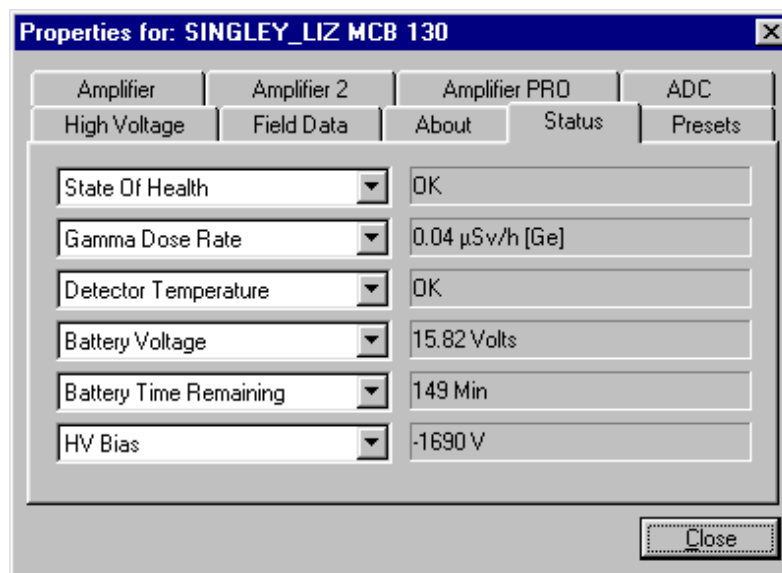 Properties for: SINGLEY_LIZ MCB 130
Amplifier Amplifier 2 Amplifier PRO ADC
High Voltage Field Data About Status Presets
State Of Health OK
Gamma Dose Rate 0.04 µSv/h [Ge]
Detector Temperature OK
Battery Voltage 15.82 Volts
Battery Time Remaining 149 Min
HV Bias -1690 V
Close